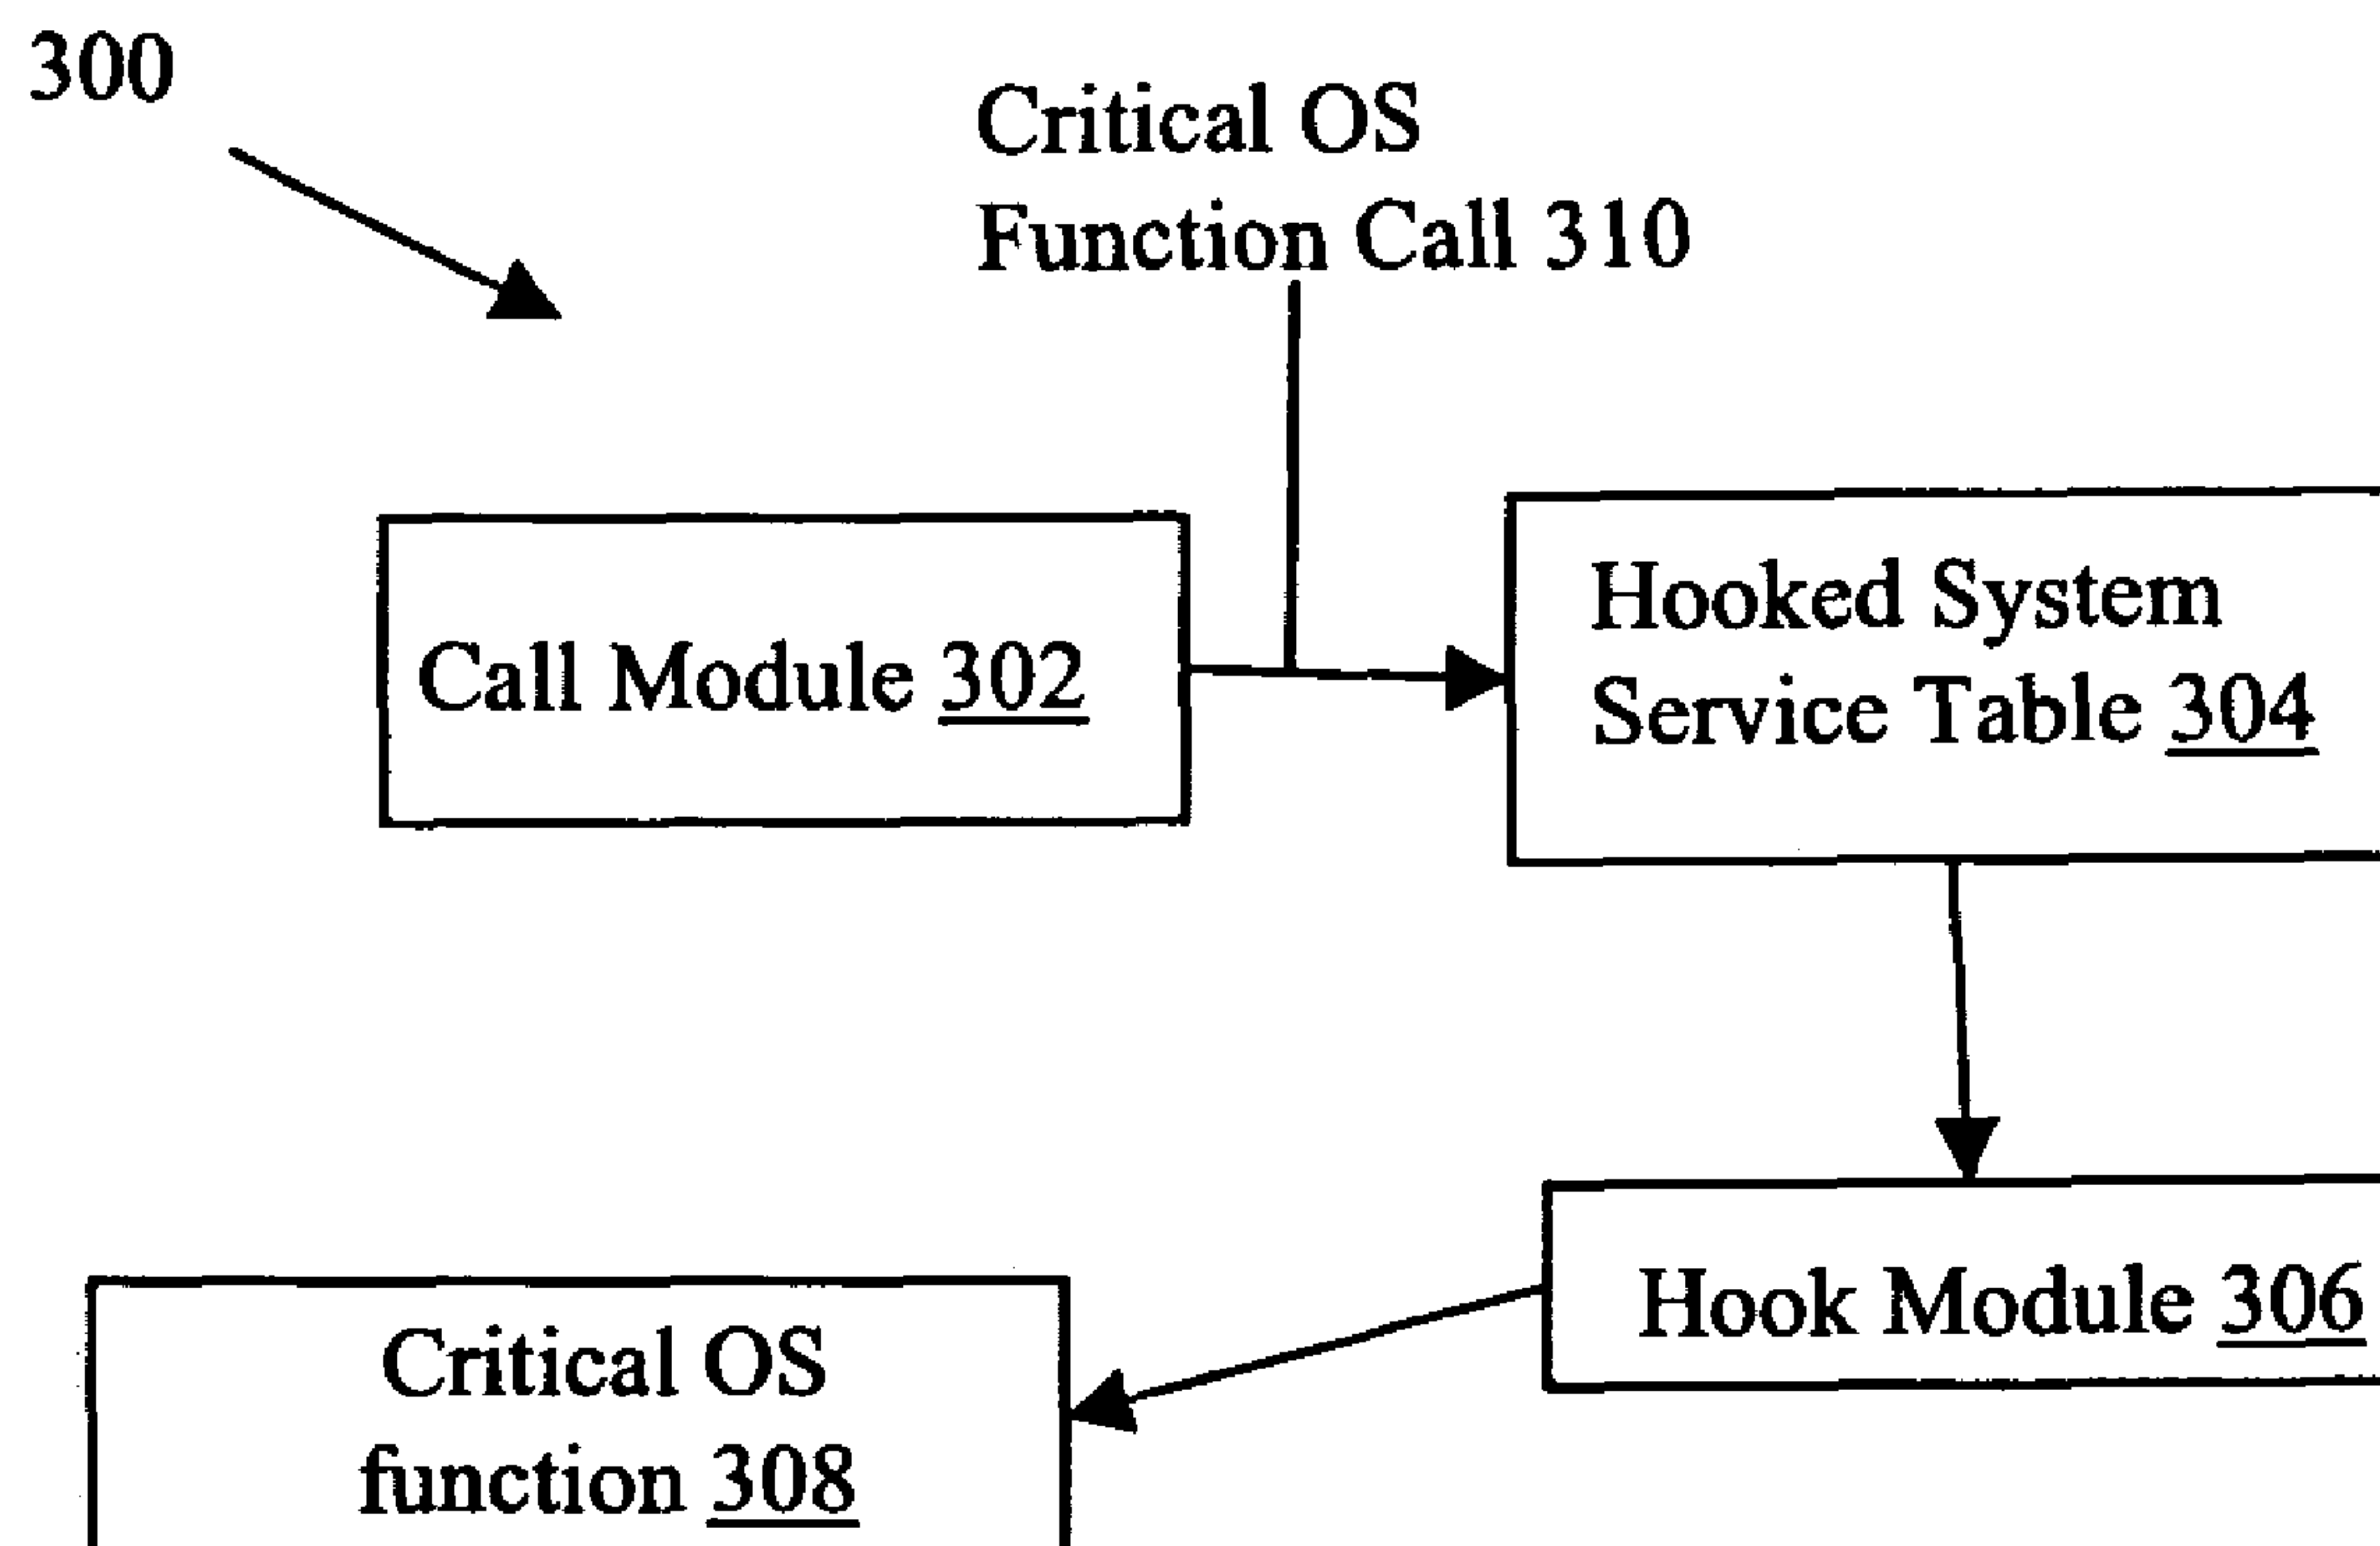 300
Critical OS
Function Call 310
Call Module 302
Hooked System
Service Table 304
Hook Module 306
Critical OS
function 308